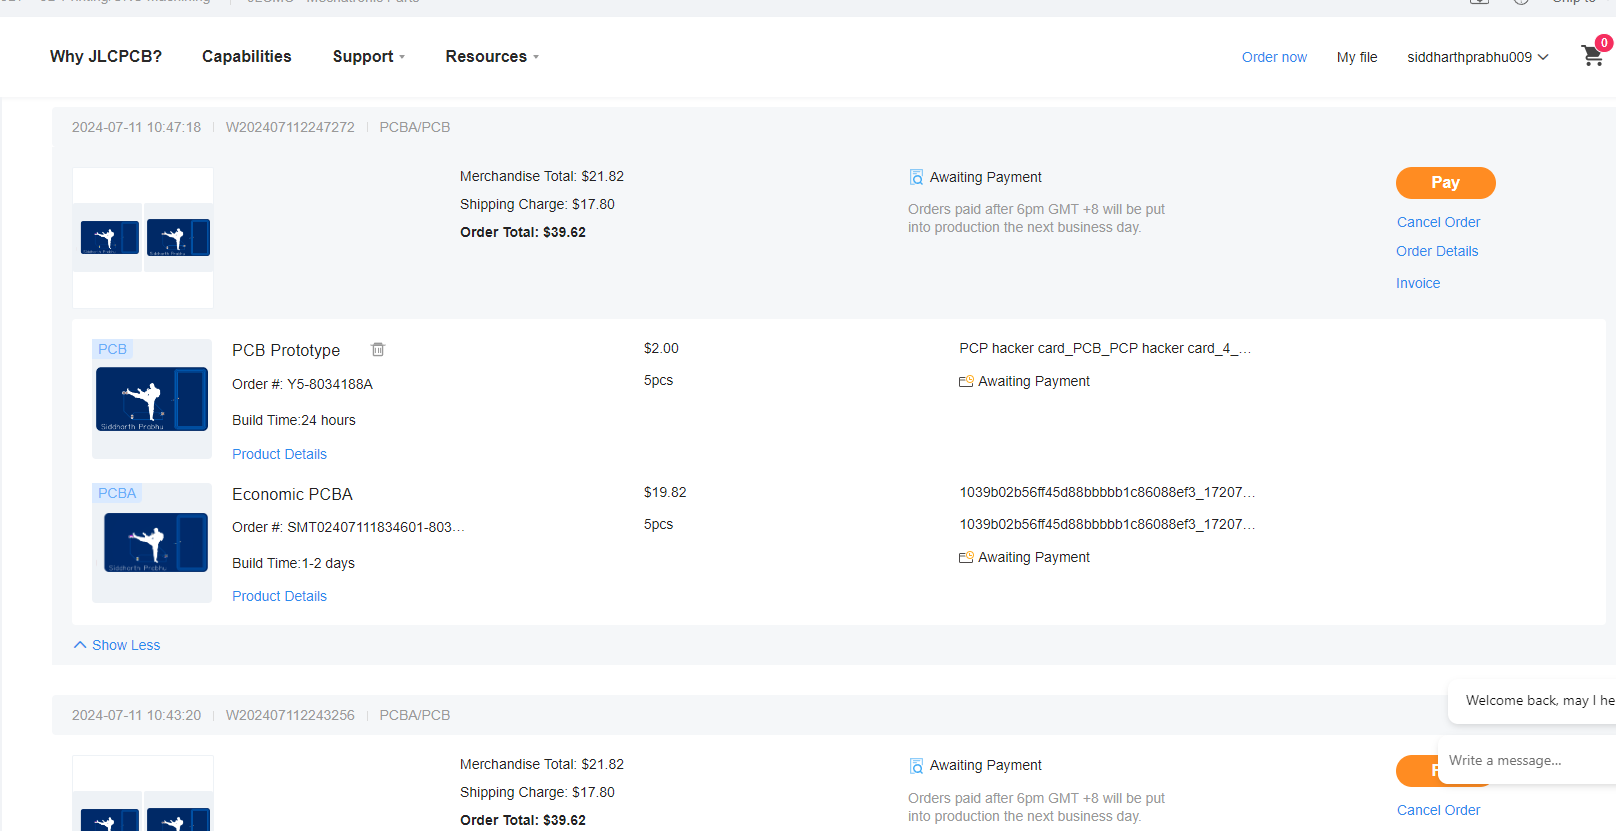 Why JLCPCB? Capabilities Support Resources Order now My file siddharthprabhu009 0
2024-07-11 10:47:18 W202407112247272 PCBA/PCB
Merchandise Total: $21.82
Shipping Charge: $17.80
Order Total: $39.62
Awaiting Payment
Orders paid after 6pm GMT +8 will be put
into production the next business day.
Pay
Cancel Order
Order Details
Invoice
PCB
Siddharth Prabhu
PCB Prototype
Order #: Y5-8034188A
Build Time:24 hours
Product Details
$2.00
5pcs
PCP hacker card_PCB_PCP hacker card_4_...
Awaiting Payment
PCBA
Siddharth Prabhu
Economic PCBA
Order #: SMT02407111834601-803...
Build Time:1-2 days
Product Details
$19.82
5pcs
1039b02b56ff45d88bbbbb1c86088ef3_17207...
1039b02b56ff45d88bbbbb1c86088ef3_17207...
Awaiting Payment
Show Less
2024-07-11 10:43:20 W202407112243256 PCBA/PCB
Merchandise Total: $21.82
Shipping Charge: $17.80
Order Total: $39.62
Awaiting Payment
Orders paid after 6pm GMT +8 will be put
into production the next business day.
Cancel Order
Welcome back, may I he
Write a message...